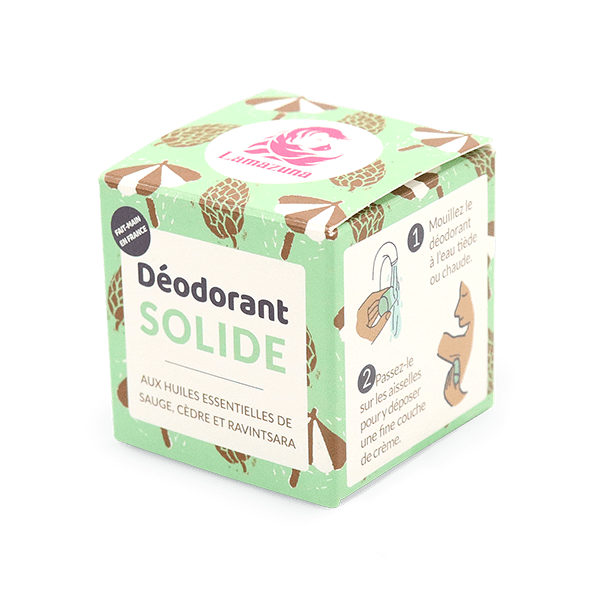 Lamazuna
FAIT-MAIN
EN FRANCE
Déodorant
SOLIDE
AUX HUILES ESSENTIELLES DE
SAUGE, CÈDRE ET RAVINTSARA
1 Mouillez le
déodorant
à l'eau tiède
ou chaude.
2 Passez-le
sur les aisselles
pour y déposer
une fine couche
de crème.